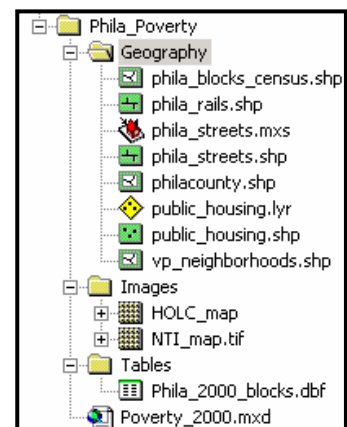 Phila_Poverty
Geography
phila_blocks_census.shp
phila_rails.shp
phila_streets.mxs
phila_streets.shp
philacounty.shp
public_housing.lyr
public_housing.shp
vp_neighborhoods.shp
Images
HOLC_map
NTI_map.tif
Tables
Phila_2000_blocks.dbf
Poverty_2000.mxd